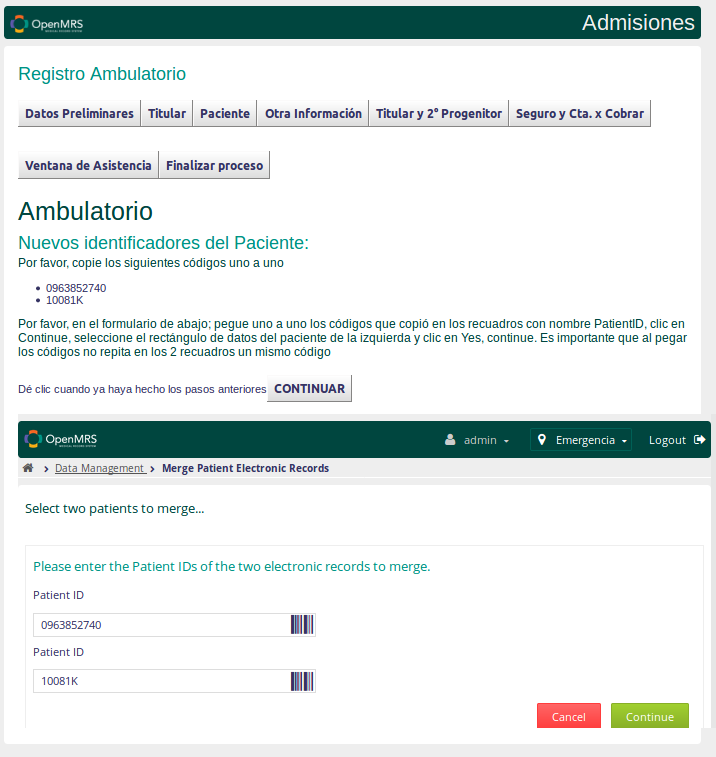 OpenMRS
Admisiones
Registro Ambulatorio
Datos Preliminares Titular Paciente Otra Información Titular y 2° Progenitor Seguro y Cta. x Cobrar
Ventana de Asistencia Finalizar proceso
Ambulatorio
Nuevos identificadores del Paciente:
Por favor, copie los siguientes códigos uno a uno
0963852740
10081K
Por favor, en el formulario de abajo; pegue uno a uno los códigos que copió en los recuadros con nombre PatientID, clic en
Continue, seleccione el rectángulo de datos del paciente de la izquierda y clic en Yes, continue. Es importante que al pegar
los códigos no repita en los 2 recuadros un mismo código
Dé clic cuando ya haya hecho los pasos anteriores CONTINUAR
OpenMRS admin Emergencia Logout
Data Management Merge Patient Electronic Records
Select two patients to merge...
Please enter the Patient IDs of the two electronic records to merge.
Patient ID
0963852740
Patient ID
10081K
Cancel Continue